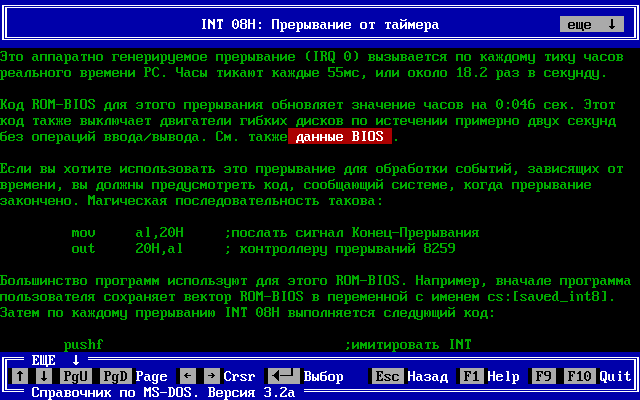 INT 08H: Прерывание от таймера
еще ↓
Это аппаратно генерируемое прерывание (IRQ 0) вызывается по каждому тику часов
реального времени PC. Часы тикают каждые 55мс, или около 18.2 раз в секунду.
Код ROM-BIOS для этого прерывания обновляет значение часов на 0:046 сек. Этот
код также выключает двигатели гибких дисков по истечении примерно двух секунд
без операций ввода/вывода. См. также данные BIOS .
Если вы хотите использовать это прерывание для обработки событий, зависящих от
времени, вы должны предусмотреть код, сообщающий системе, когда прерывание
закончено. Магическая последовательность такова:
mov al,20H ;послать сигнал Конец-Прерывания
out 20H,al ; контроллеру прерываний 8259
Большинство программ используют для этого ROM-BIOS. Например, вначале программа
пользователя сохраняет вектор ROM-BIOS в переменной с именем cs:[saved_int8].
Затем по каждому прерыванию INT 08H выполняется следующий код:
pushf ;имитировать INT
ЕЩЕ ↓
↑ ↓ PgU PgD Page ← → Crsr ◄─┘ Выбор Esc Назад F1 Help F9 F10 Quit
Справочник по MS-DOS. Версия 3.2a